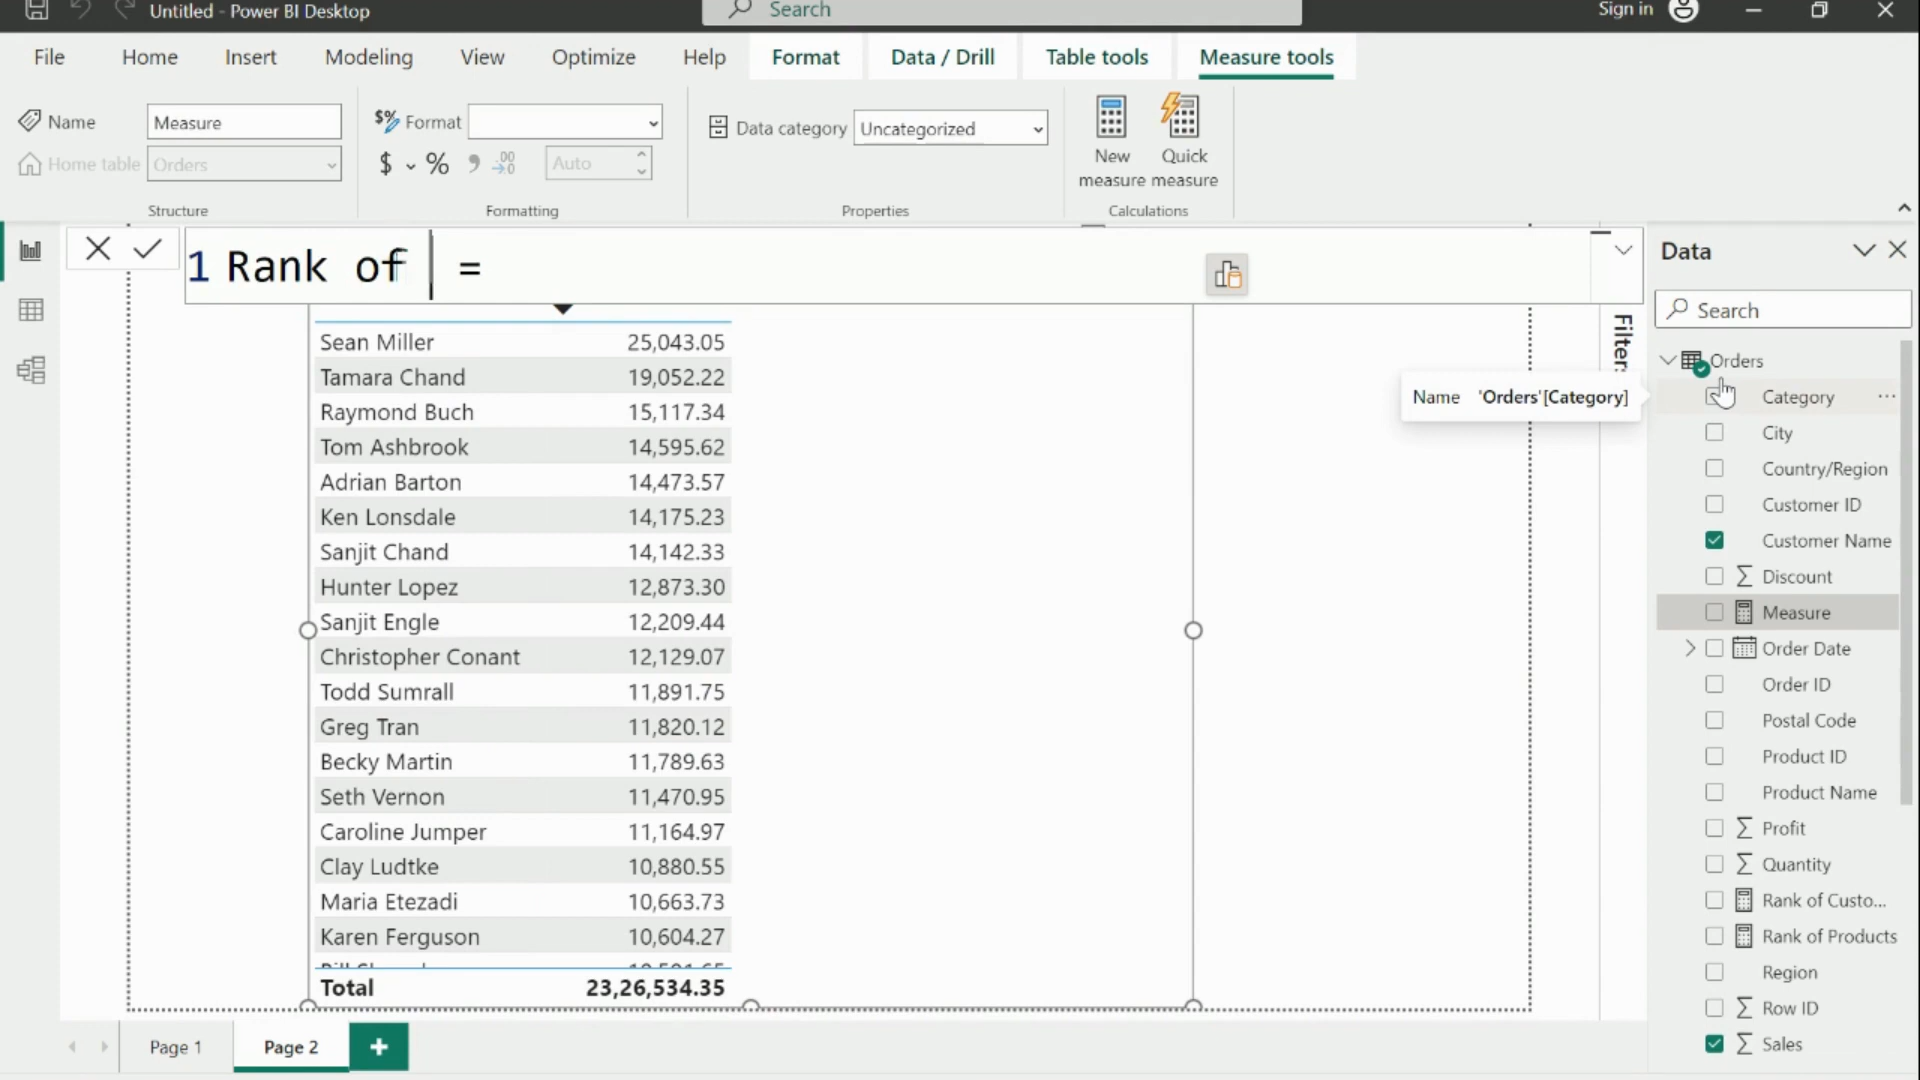 Untitled - Power BI Desktop
Search
Sign in
File
Home
Insert
Modeling
View
Optimize
Help
Format
Data / Drill
Table tools
Measure tools
Name
Measure
Home table
Orders
Structure
$% Format
$ % 9 .00
Auto
Formatting
Data category
Uncategorized
Properties
New measure
Quick measure
Calculations
1 Rank of =
Sean Miller 25,043.05
Tamara Chand 19,052.22
Raymond Buch 15,117.34
Tom Ashbrook 14,595.62
Adrian Barton 14,473.57
Ken Lonsdale 14,175.23
Sanjit Chand 14,142.33
Hunter Lopez 12,873.30
Sanjit Engle 12,209.44
Christopher Conant 12,129.07
Todd Sumrall 11,891.75
Greg Tran 11,820.12
Becky Martin 11,789.63
Seth Vernon 11,470.95
Caroline Jumper 11,164.97
Clay Ludtke 10,880.55
Maria Etezadi 10,663.73
Karen Ferguson 10,604.27
Total 23,26,534.35
Filters
Name 'Orders'[Category]
Data
Search
Orders
Category ...
City
Country/Region
Customer ID
Customer Name
Σ Discount
Measure
Order Date
Order ID
Postal Code
Product ID
Product Name
Σ Profit
Σ Quantity
Rank of Custo...
Rank of Products
Region
Σ Row ID
Σ Sales
Page 1
Page 2
+